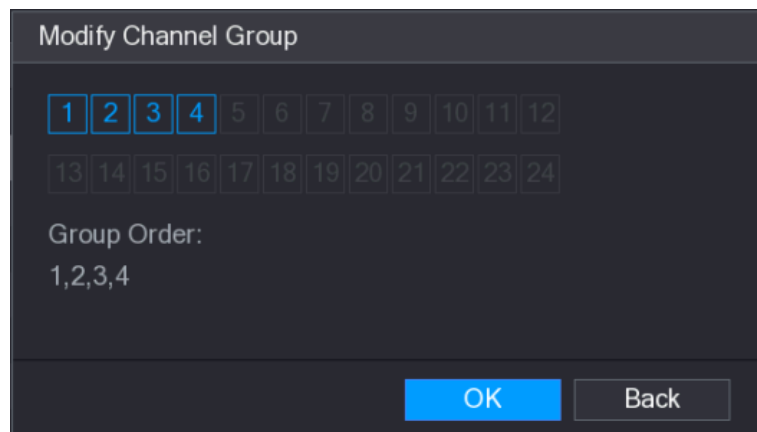 Modify Channel Group
1 2 3 4 5 6 7 8 9 10 11 12
13 14 15 16 17 18 19 20 21 22 23 24
Group Order:
1,2,3,4
OK Back